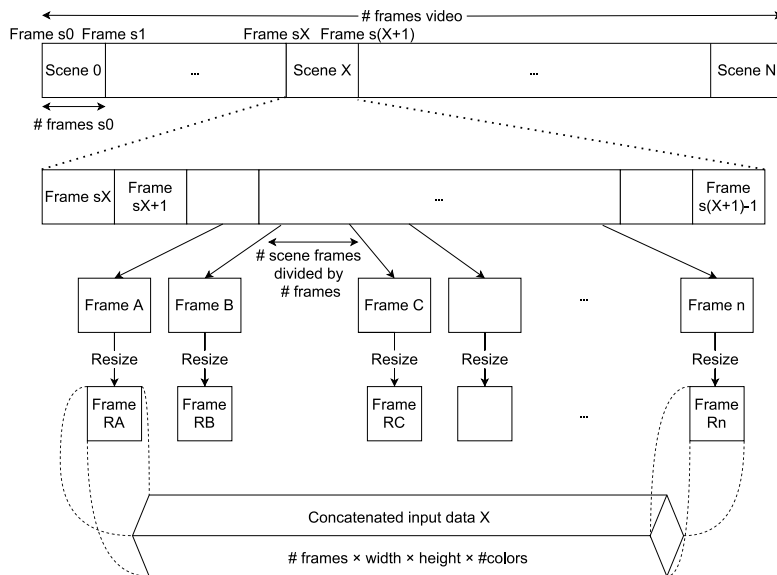 # frames video
Frame s0
Frame s1
Frame sX
Frame s(X+1)
Scene 0
...
Scene X
...
Scene N
# frames s0
Frame sX
Frame
sX+1
...
Frame
s(X+1)-1
# scene frames
divided by
# frames
Frame A
Frame B
Frame C
...
Frame n
Resize
Resize
Resize
Resize
Resize
Frame
RA
Frame
RB
Frame
RC
...
Frame
Rn
Concatenated input data X
# frames × width × height × #colors